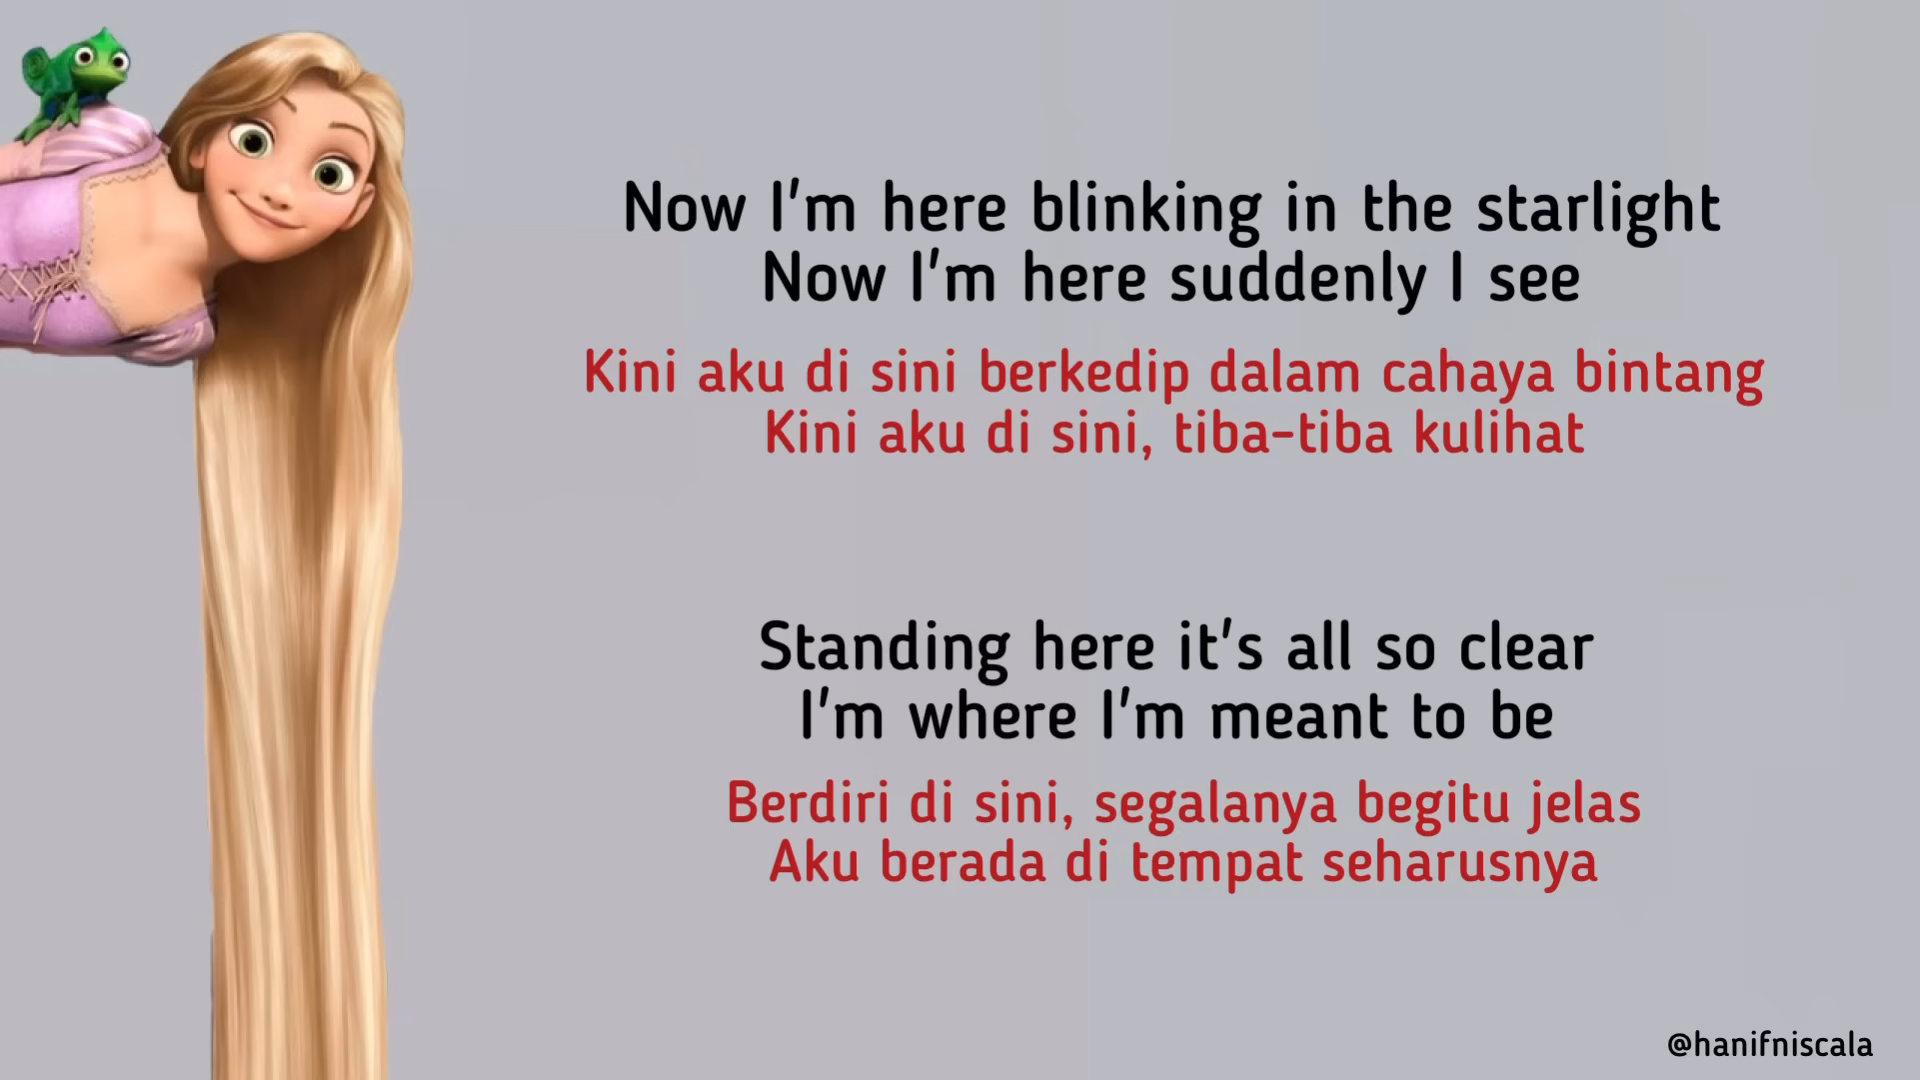 Now I'm here blinking in the starlight
Now I'm here suddenly I see
Kini aku di sini berkedip dalam cahaya bintang
Kini aku di sini, tiba-tiba kulihat
Standing here it's all so clear
I'm where I'm meant to be
Berdiri di sini, segalanya begitu jelas
Aku berada di tempat seharusnya
@hanifniscala